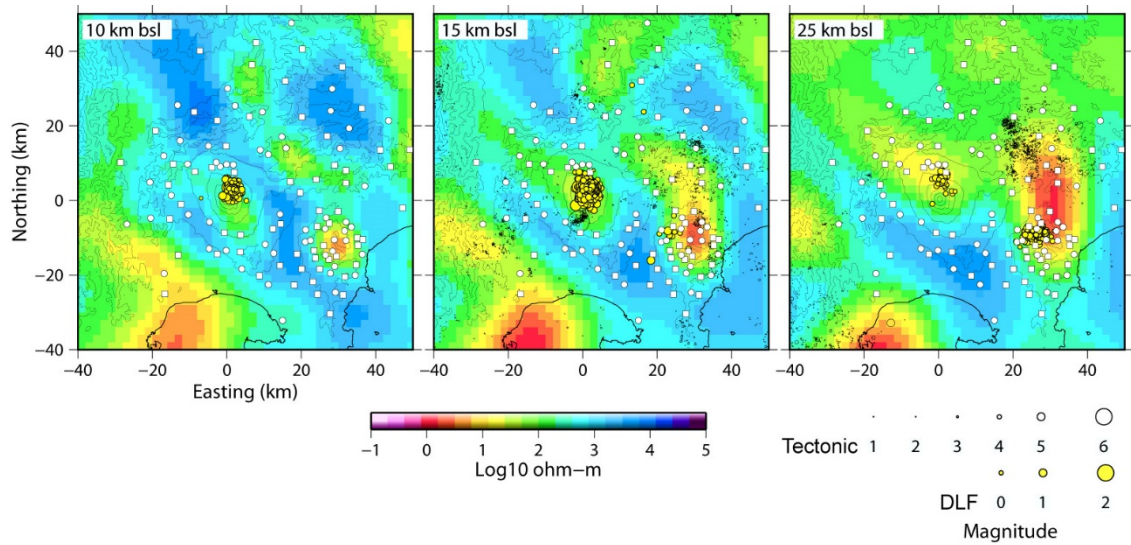 10 km bsl
15 km bsl
25 km bsl
Northing (km)
40
20
0
−20
−40
−40 −20 0 20 40
−40 −20 0 20 40
−40 −20 0 20 40
Easting (km)
−1 0 1 2 3 4 5
Log10 ohm−m
Tectonic 1 2 3 4 5 6
DLF 0 1 2
Magnitude